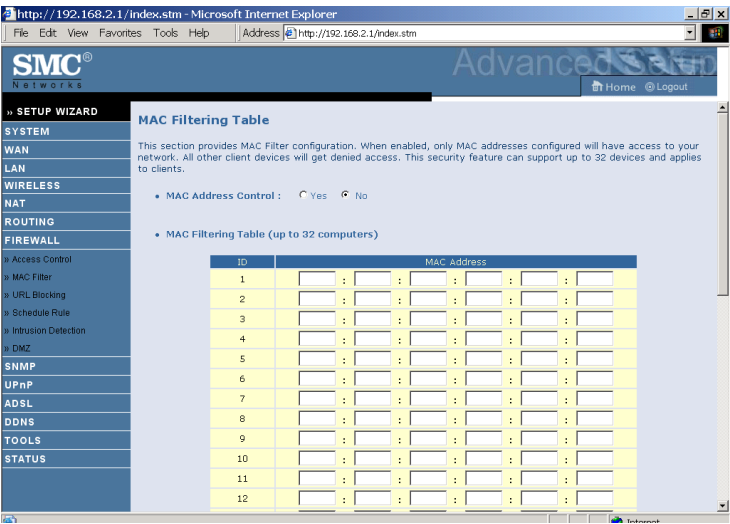 http://192.168.2.1/index.stm - Microsoft Internet Explorer
File Edit View Favorites Tools Help Address http://192.168.2.1/index.stm
SMC®
Networks
Advanced Setup
Home Logout
» SETUP WIZARD
SYSTEM
WAN
LAN
WIRELESS
NAT
ROUTING
FIREWALL
» Access Control
» MAC Filter
» URL Blocking
» Schedule Rule
» Intrusion Detection
» DMZ
SNMP
UPnP
ADSL
DDNS
TOOLS
STATUS
MAC Filtering Table
This section provides MAC Filter configuration. When enabled, only MAC addresses configured will have access to your
network. All other client devices will get denied access. This security feature can support up to 32 devices and applies
to clients.
• MAC Address Control : Yes No
• MAC Filtering Table (up to 32 computers)
ID MAC Address
1 : : : : :
2 : : : : :
3 : : : : :
4 : : : : :
5 : : : : :
6 : : : : :
7 : : : : :
8 : : : : :
9 : : : : :
10 : : : : :
11 : : : : :
12 : : : : :
Internet